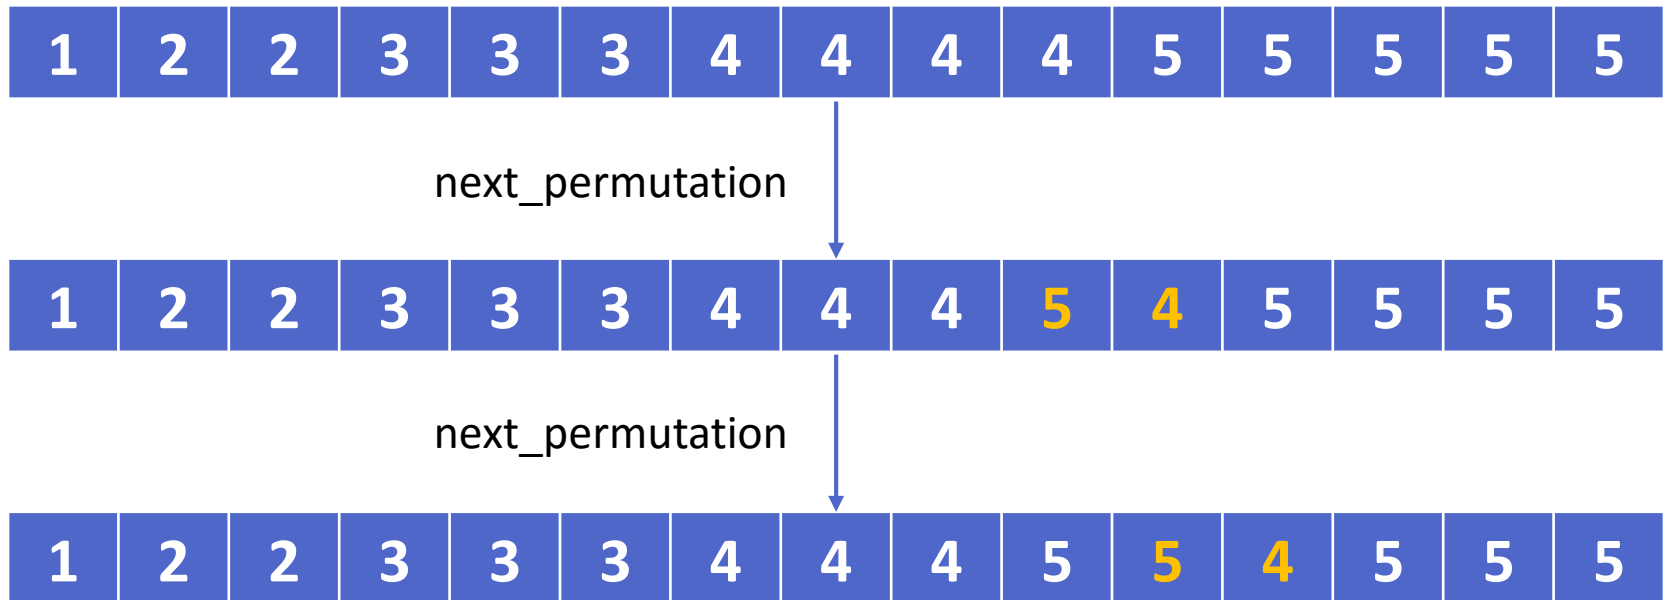 1 2 2 3 3 3 4 4 4 4 5 5 5 5 5
next_permutation
1 2 2 3 3 3 4 4 4 5 4 5 5 5 5
next_permutation
1 2 2 3 3 3 4 4 4 5 5 4 5 5 5